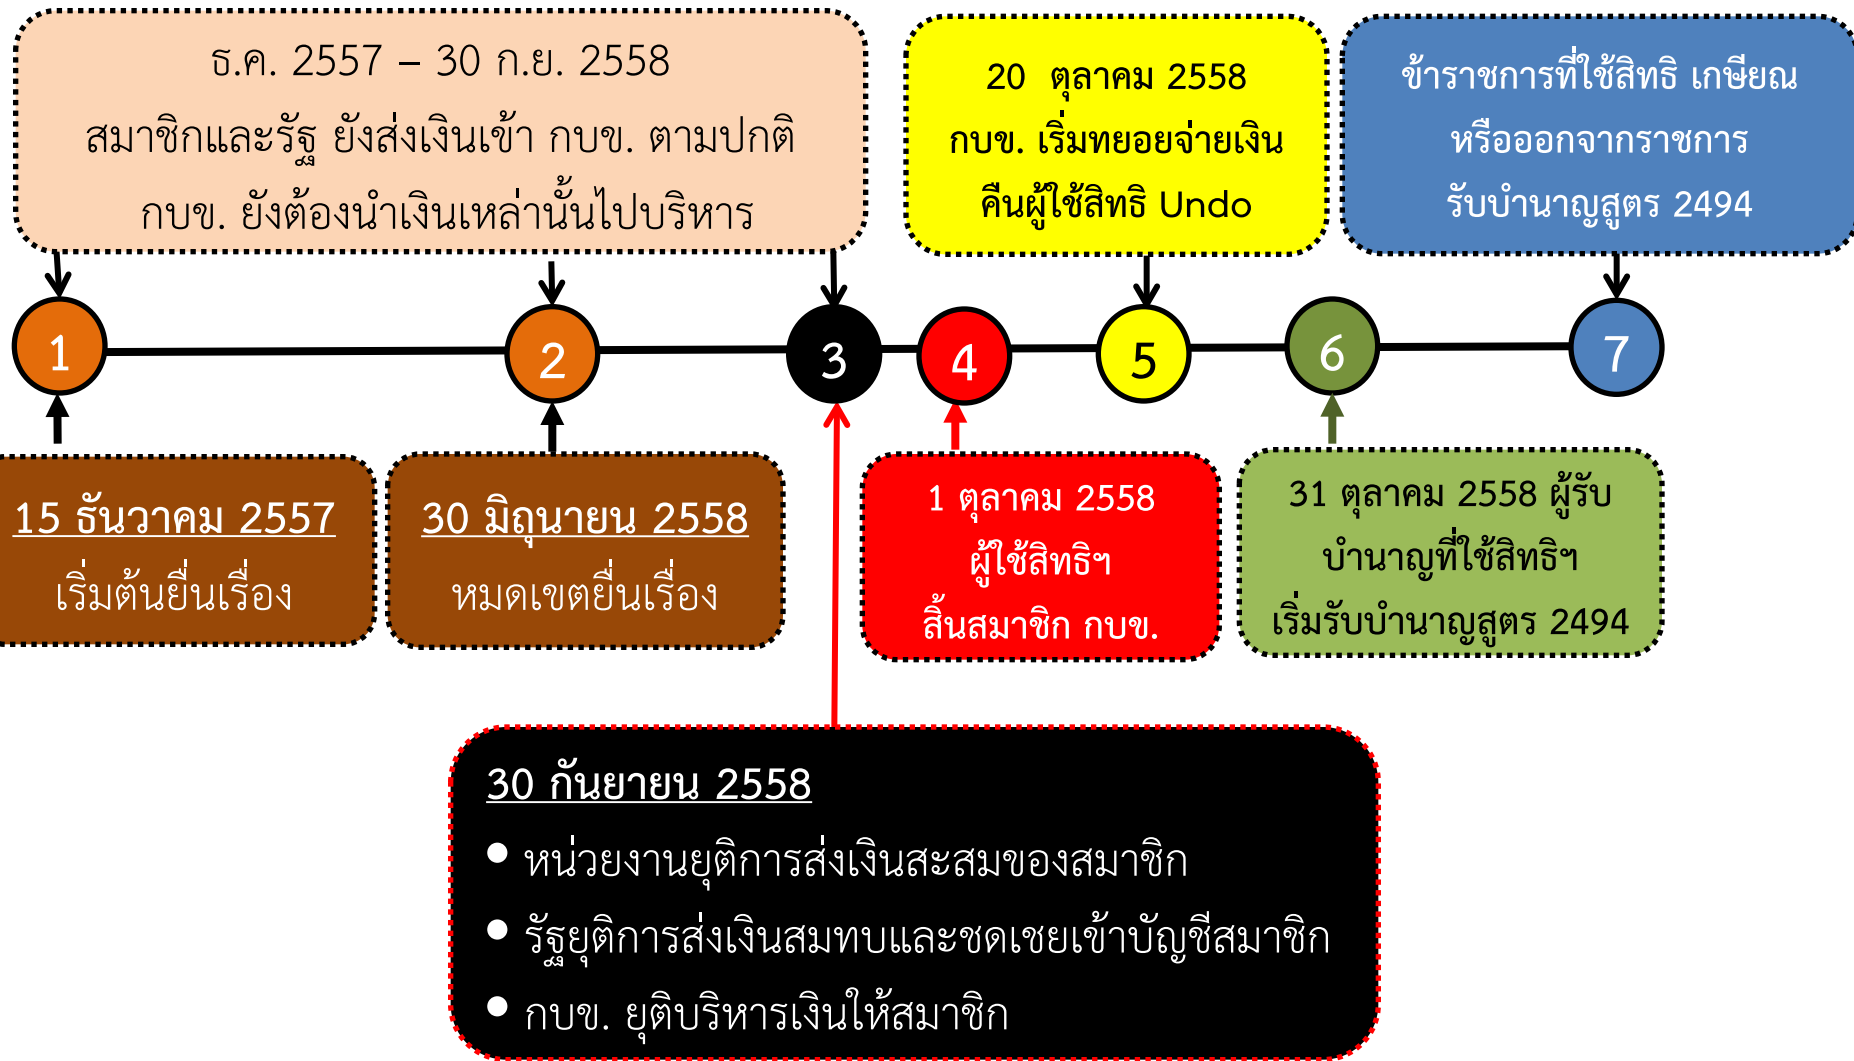 ธ.ค. 2557 – 30 ก.ย. 2558
สมาชิกและรัฐ ยังส่งเงินเข้า กบข. ตามปกติ
กบข. ยังต้องนำเงินเหล่านั้นไปบริหาร
20 ตุลาคม 2558
กบข. เริ่มทยอยจ่ายเงิน
คืนผู้ใช้สิทธิ Undo
ข้าราชการที่ใช้สิทธิ เกษียณ
หรือออกจากราชการ
รับบำนาญสูตร 2494
1
2
3
4
5
6
7
15 ธันวาคม 2557
เริ่มต้นยื่นเรื่อง
30 มิถุนายน 2558
หมดเขตยื่นเรื่อง
1 ตุลาคม 2558
ผู้ใช้สิทธิฯ
สิ้นสมาชิก กบข.
31 ตุลาคม 2558 ผู้รับ
บำนาญที่ใช้สิทธิฯ
เริ่มรับบำนาญสูตร 2494
30 กันยายน 2558
● หน่วยงานยุติการส่งเงินสะสมของสมาชิก
● รัฐยุติการส่งเงินสมทบและชดเชยเข้าบัญชีสมาชิก
● กบข. ยุติบริหารเงินให้สมาชิก